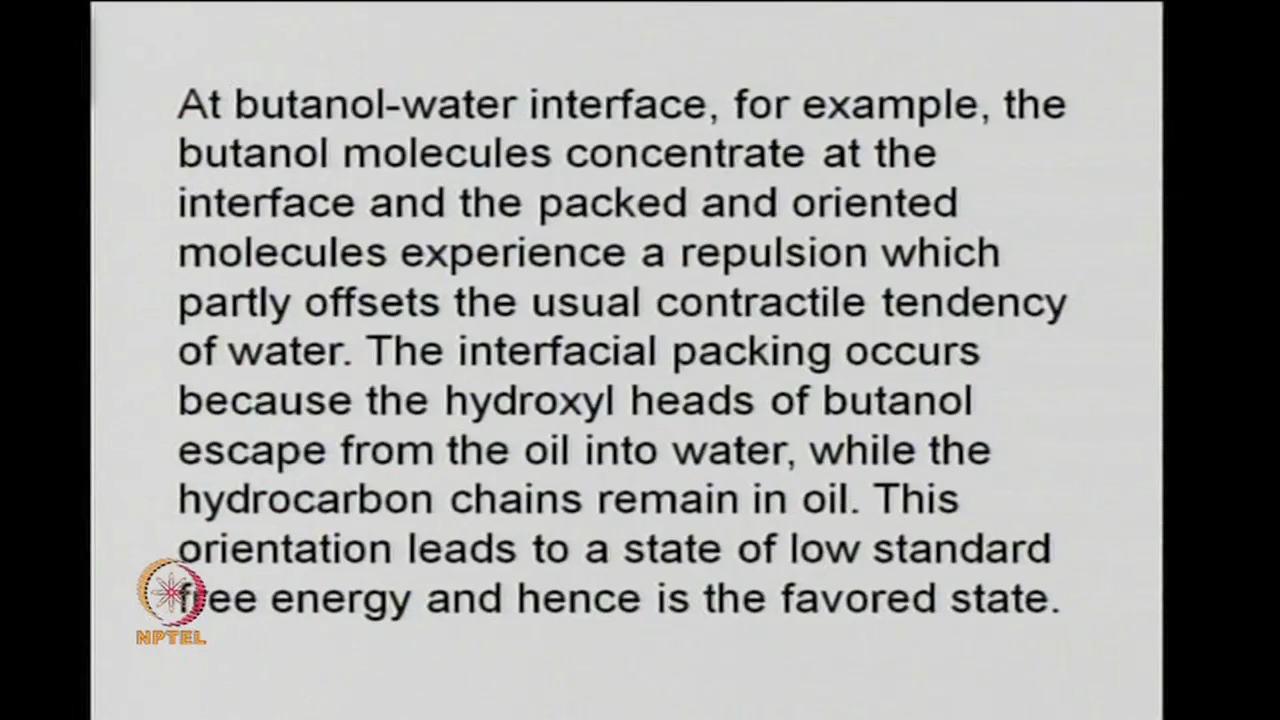 At butanol-water interface, for example, the
butanol molecules concentrate at the
interface and the packed and oriented
molecules experience a repulsion which
partly offsets the usual contractile tendency
of water. The interfacial packing occurs
because the hydroxyl heads of butanol
escape from the oil into water, while the
hydrocarbon chains remain in oil. This
orientation leads to a state of low standard
free energy and hence is the favored state.
NPTEL